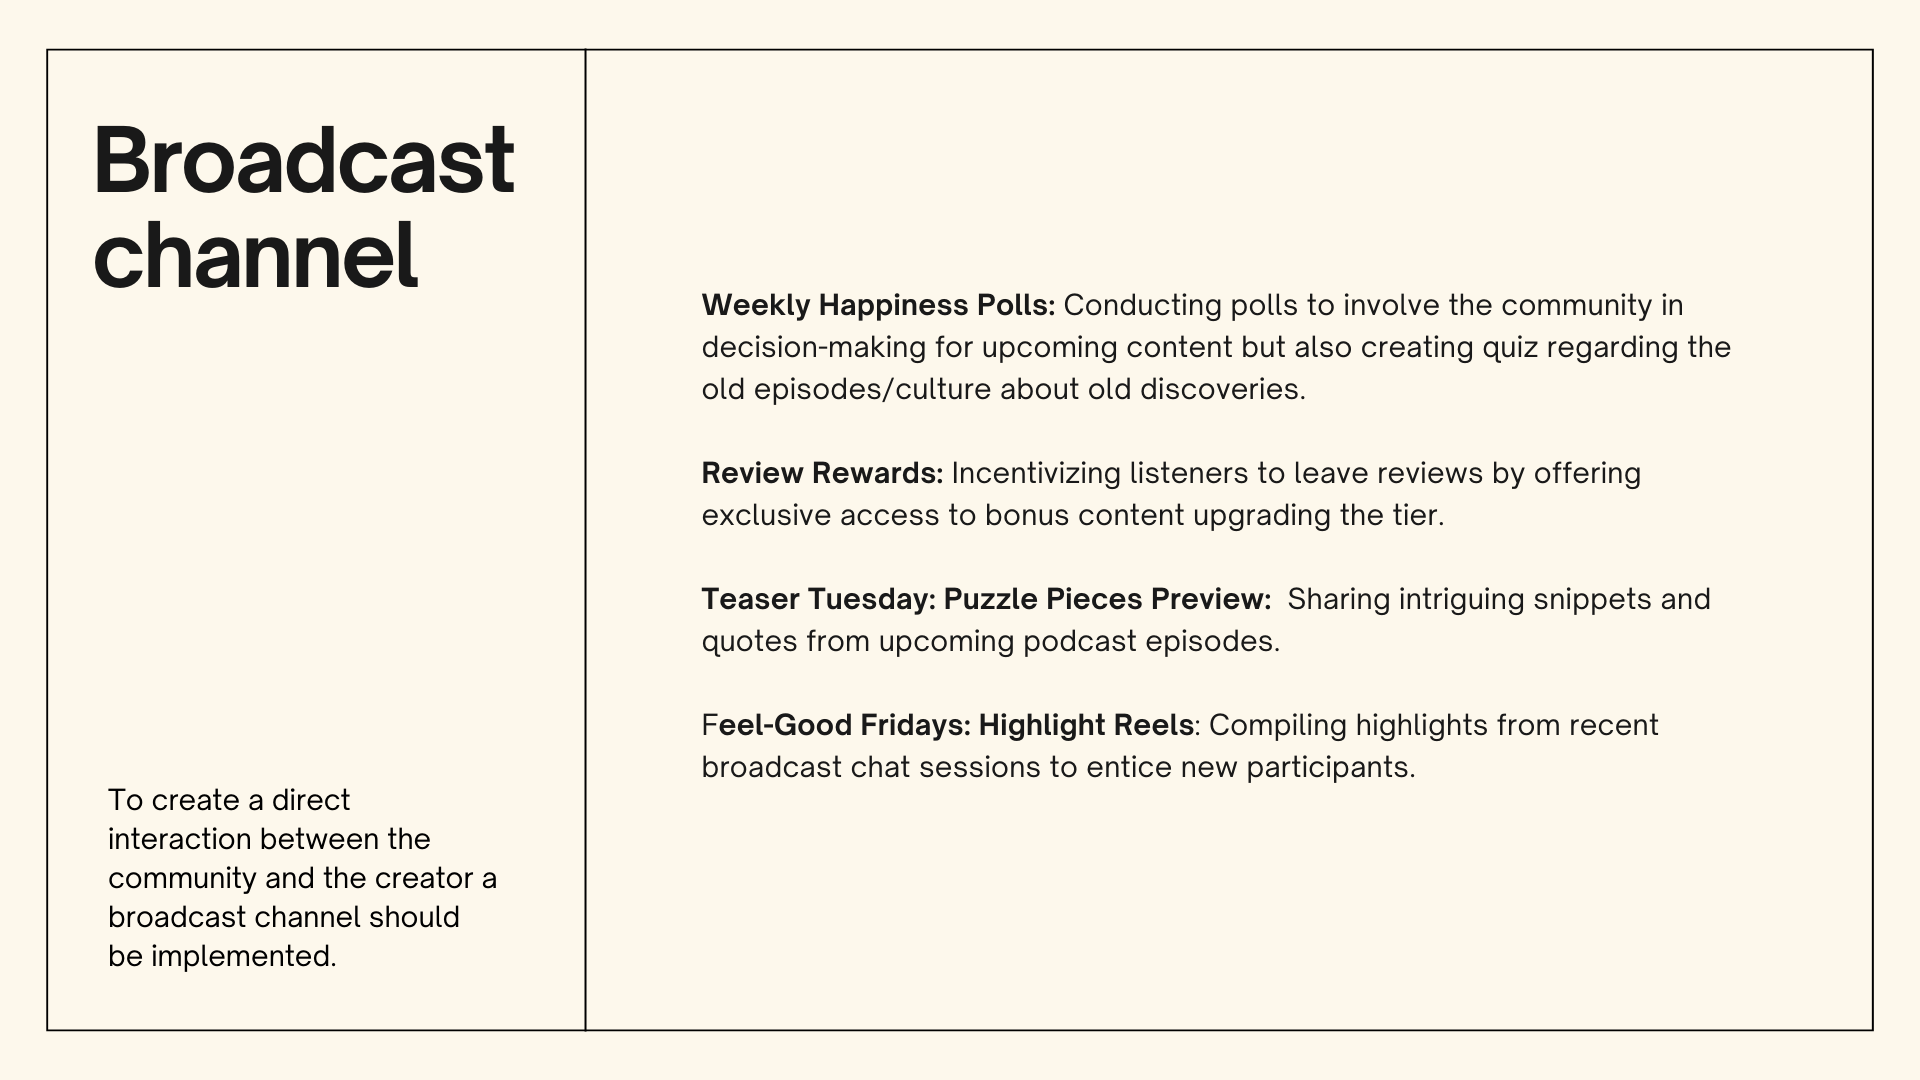 Broadcast
channel
To create a direct
interaction between the
community and the creator a
broadcast channel should
be implemented.
Weekly Happiness Polls: Conducting polls to involve the community in
decision-making for upcoming content but also creating quiz regarding the
old episodes/culture about old discoveries.
Review Rewards: Incentivizing listeners to leave reviews by offering
exclusive access to bonus content upgrading the tier.
Teaser Tuesday: Puzzle Pieces Preview:  Sharing intriguing snippets and
quotes from upcoming podcast episodes.
Feel-Good Fridays: Highlight Reels: Compiling highlights from recent
broadcast chat sessions to entice new participants.